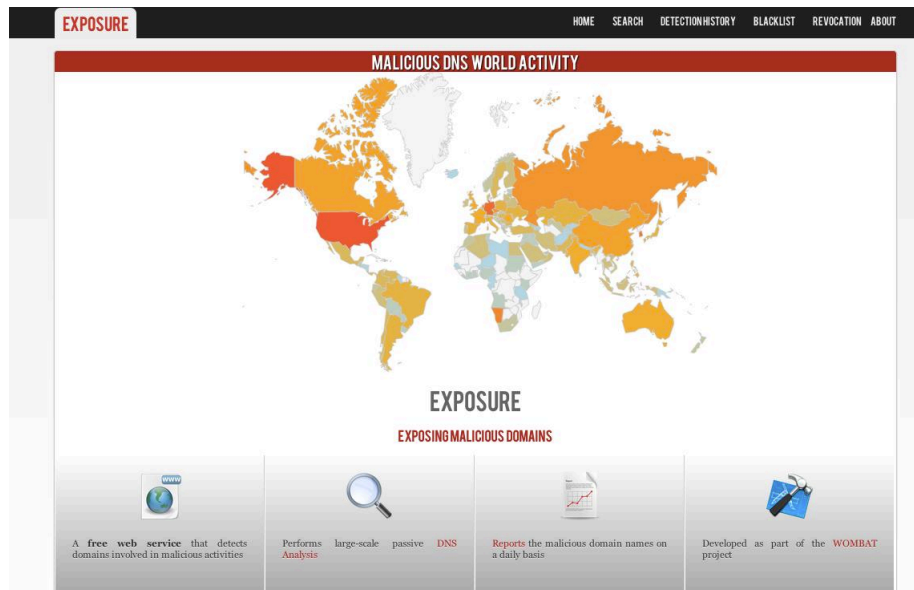 EXPOSURE
HOME SEARCH DETECTION HISTORY BLACKLIST REVOCATION ABOUT
MALICIOUS DNS WORLD ACTIVITY
EXPOSURE
EXPOSING MALICIOUS DOMAINS
www
A free web service that detects
domains involved in malicious activities
Performs large-scale passive DNS
Analysis
Reports the malicious domain names on
a daily basis
Developed as part of the WOMBAT
project